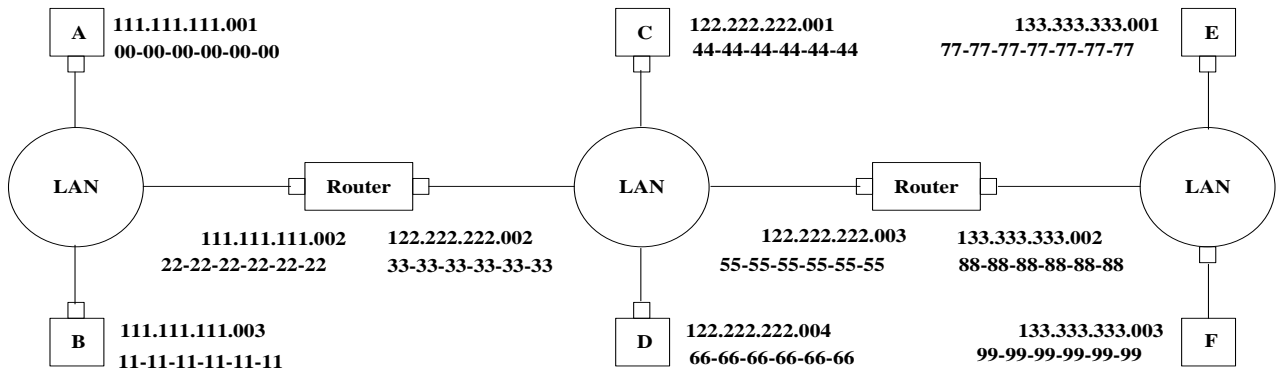 A
111.111.111.001
00-00-00-00-00-00
C
122.222.222.001
44-44-44-44-44-44
133.333.333.001
77-77-77-77-77-77-77
E
LAN
Router
LAN
Router
LAN
111.111.111.002
22-22-22-22-22-22
122.222.222.002
33-33-33-33-33-33
122.222.222.003
55-55-55-55-55-55
133.333.333.002
88-88-88-88-88-88
B
111.111.111.003
11-11-11-11-11-11
D
122.222.222.004
66-66-66-66-66-66
133.333.333.003
99-99-99-99-99-99
F